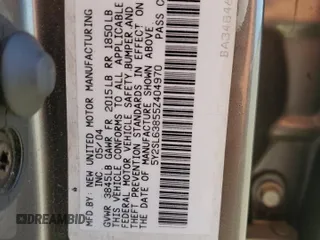 NEW UNITED MOTOR MANUFACTURING
INC 05/04
GVWR 3845LB GAWR FR 2015LB RR 1850LB
THIS VEHICLE CONFORMS TO ALL APPLICABLE
FEDERAL MOTOR VEHICLE SAFETY, BUMPER, AND
THEFT PREVENTION STANDARDS IN EFFECT ON
THE DATE OF MANUFACTURE SHOWN ABOVE
5Y2SL63855Z404970 PASS C
DREAMBID